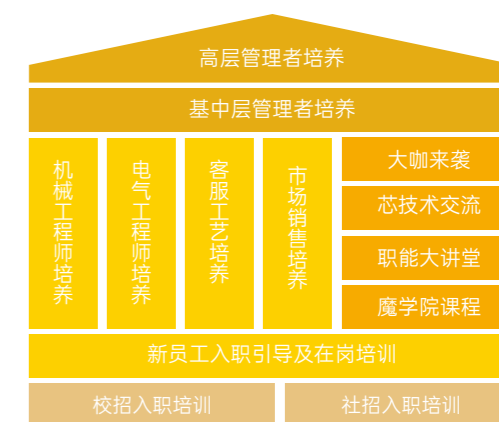 高层管理者培养
基中层管理者培养
机械工程师培养
电气工程师培养
客服工艺培养
市场销售培养
大咖来袭
芯技术交流
职能大讲堂
魔学院课程
新员工入职引导及在岗培训
校招入职培训
社招入职培训